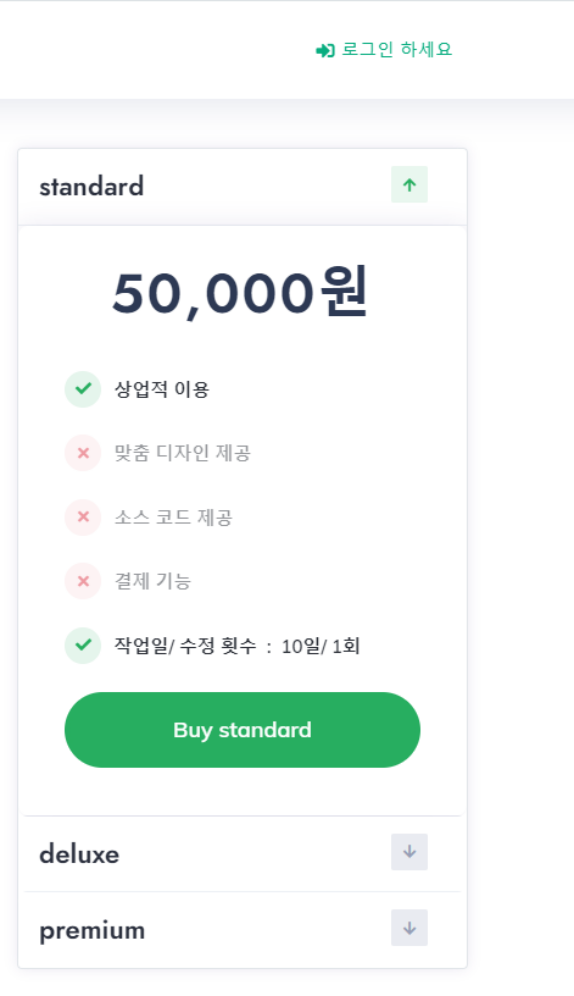 로그인 하세요
standard
50,000원
상업적 이용
맞춤 디자인 제공
소스 코드 제공
결제 기능
작업일/ 수정 횟수 : 10일/ 1회
Buy standard
deluxe
premium